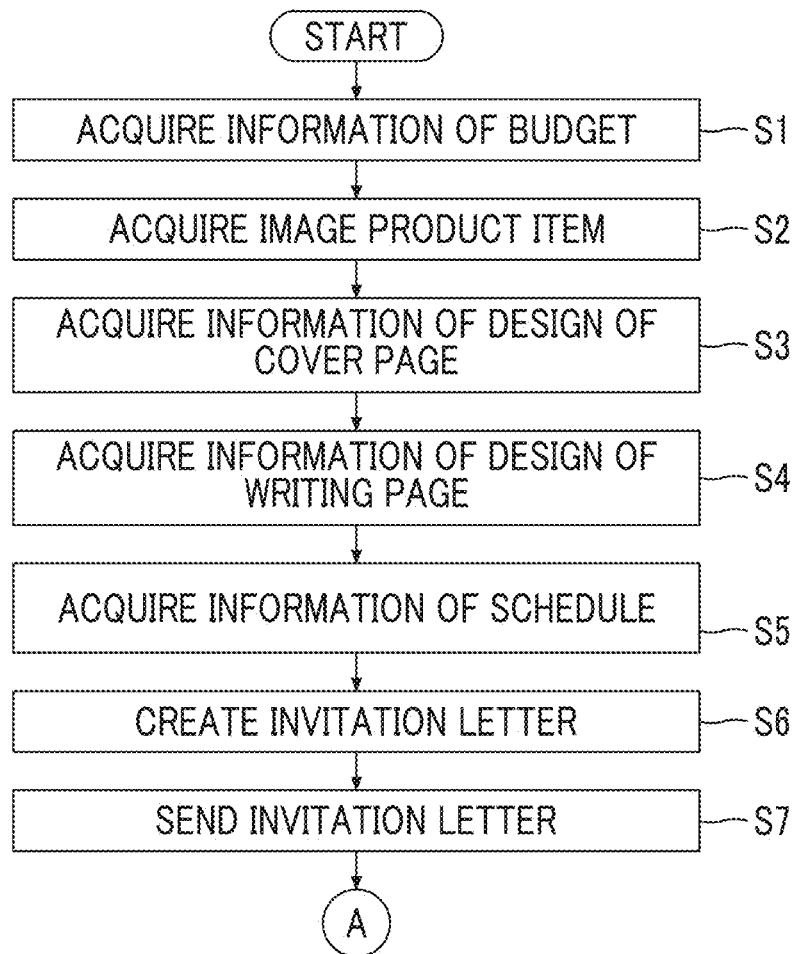 START
ACQUIRE INFORMATION OF BUDGET
S1
ACQUIRE IMAGE PRODUCT ITEM
S2
ACQUIRE INFORMATION OF DESIGN OF
COVER PAGE
S3
ACQUIRE INFORMATION OF DESIGN OF
WRITING PAGE
S4
ACQUIRE INFORMATION OF SCHEDULE
S5
CREATE INVITATION LETTER
S6
SEND INVITATION LETTER
S7
A